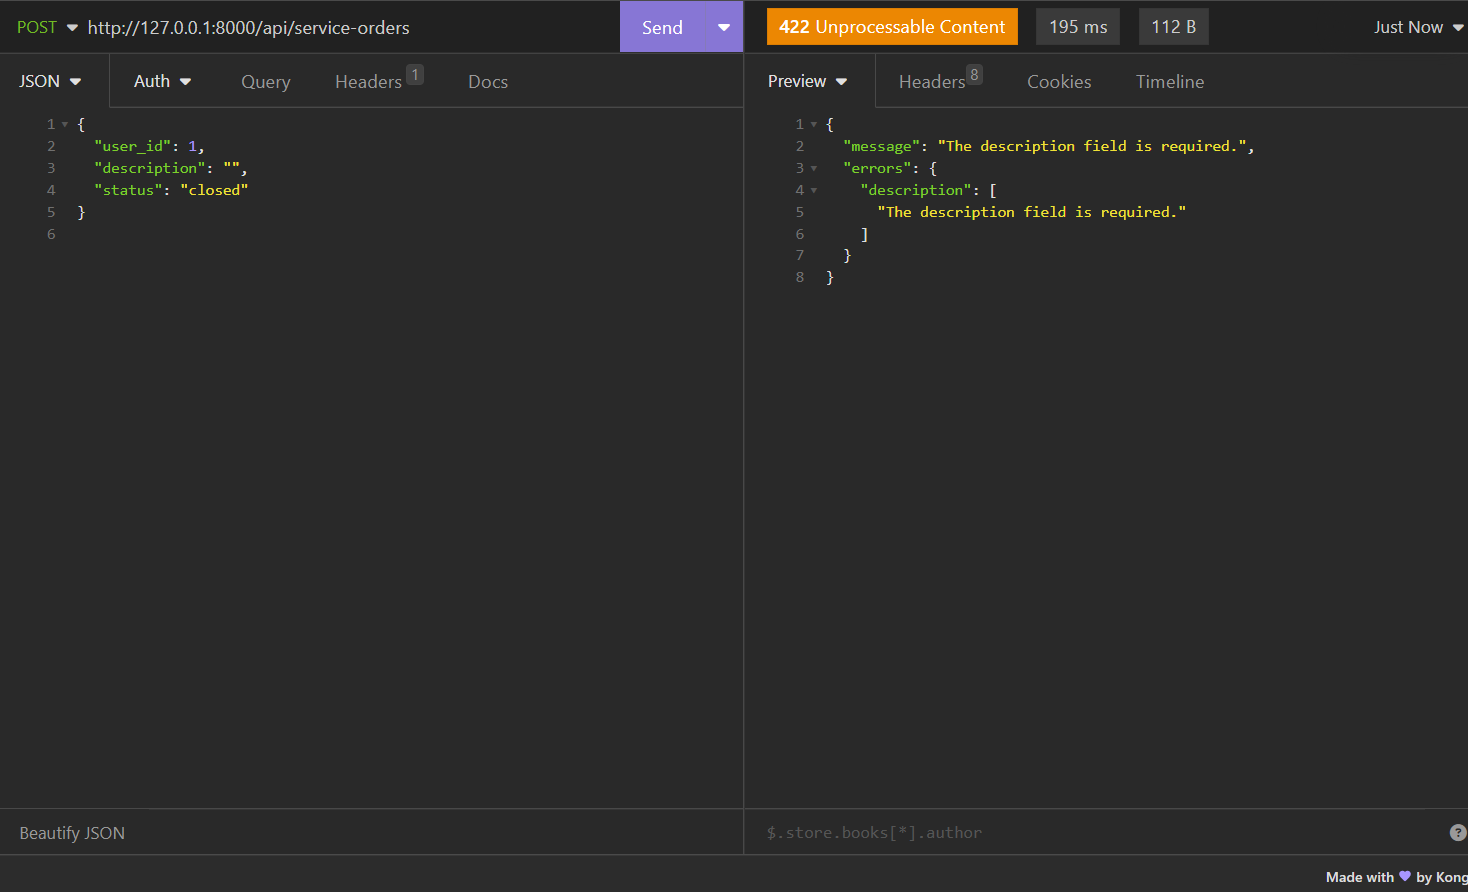 POST http://127.0.0.1:8000/api/service-orders Send 422 Unprocessable Content 195 ms 112 B Just Now
JSON Auth Query Headers 1 Docs
1 {
2 "user_id": 1,
3 "description": "",
4 "status": "closed"
5 }
6
Preview Headers 8 Cookies Timeline
1 {
2 "message": "The description field is required.",
3 "errors": {
4 "description": [
5 "The description field is required."
6 ]
7 }
8 }
Beautify JSON
$.store.books[*].author ?
Made with by Kong